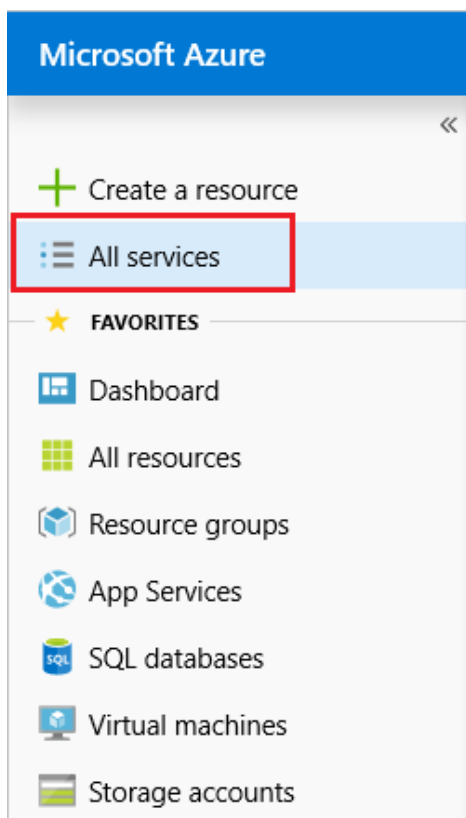 Microsoft Azure
«
Create a resource
All services
FAVORITES
Dashboard
All resources
Resource groups
App Services
SQL
SQL databases
Virtual machines
Storage accounts